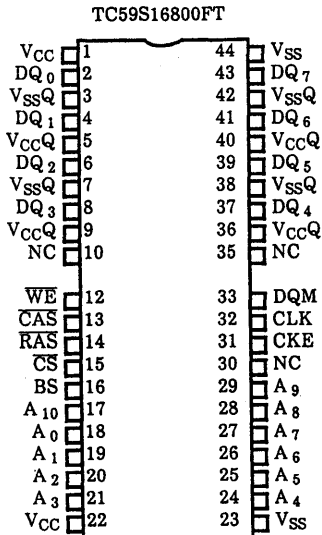 TC59S16800FT
VCC 1 44 VSS
DQ0 2 43 DQ7
VSSQ 3 42 VSSQ
DQ1 4 41 DQ6
VCCQ 5 40 VCCQ
DQ2 6 39 DQ5
VSSQ 7 38 VSSQ
DQ3 8 37 DQ4
VCCQ 9 36 VCCQ
NC 10 35 NC
W̅E̅ 12 33 DQM
C̅A̅S̅ 13 32 CLK
R̅A̅S̅ 14 31 CKE
C̅S̅ 15 30 NC
BS 16 29 A9
A10 17 28 A8
A0 18 27 A7
A1 19 26 A6
A2 20 25 A5
A3 21 24 A4
VCC 22 23 VSS